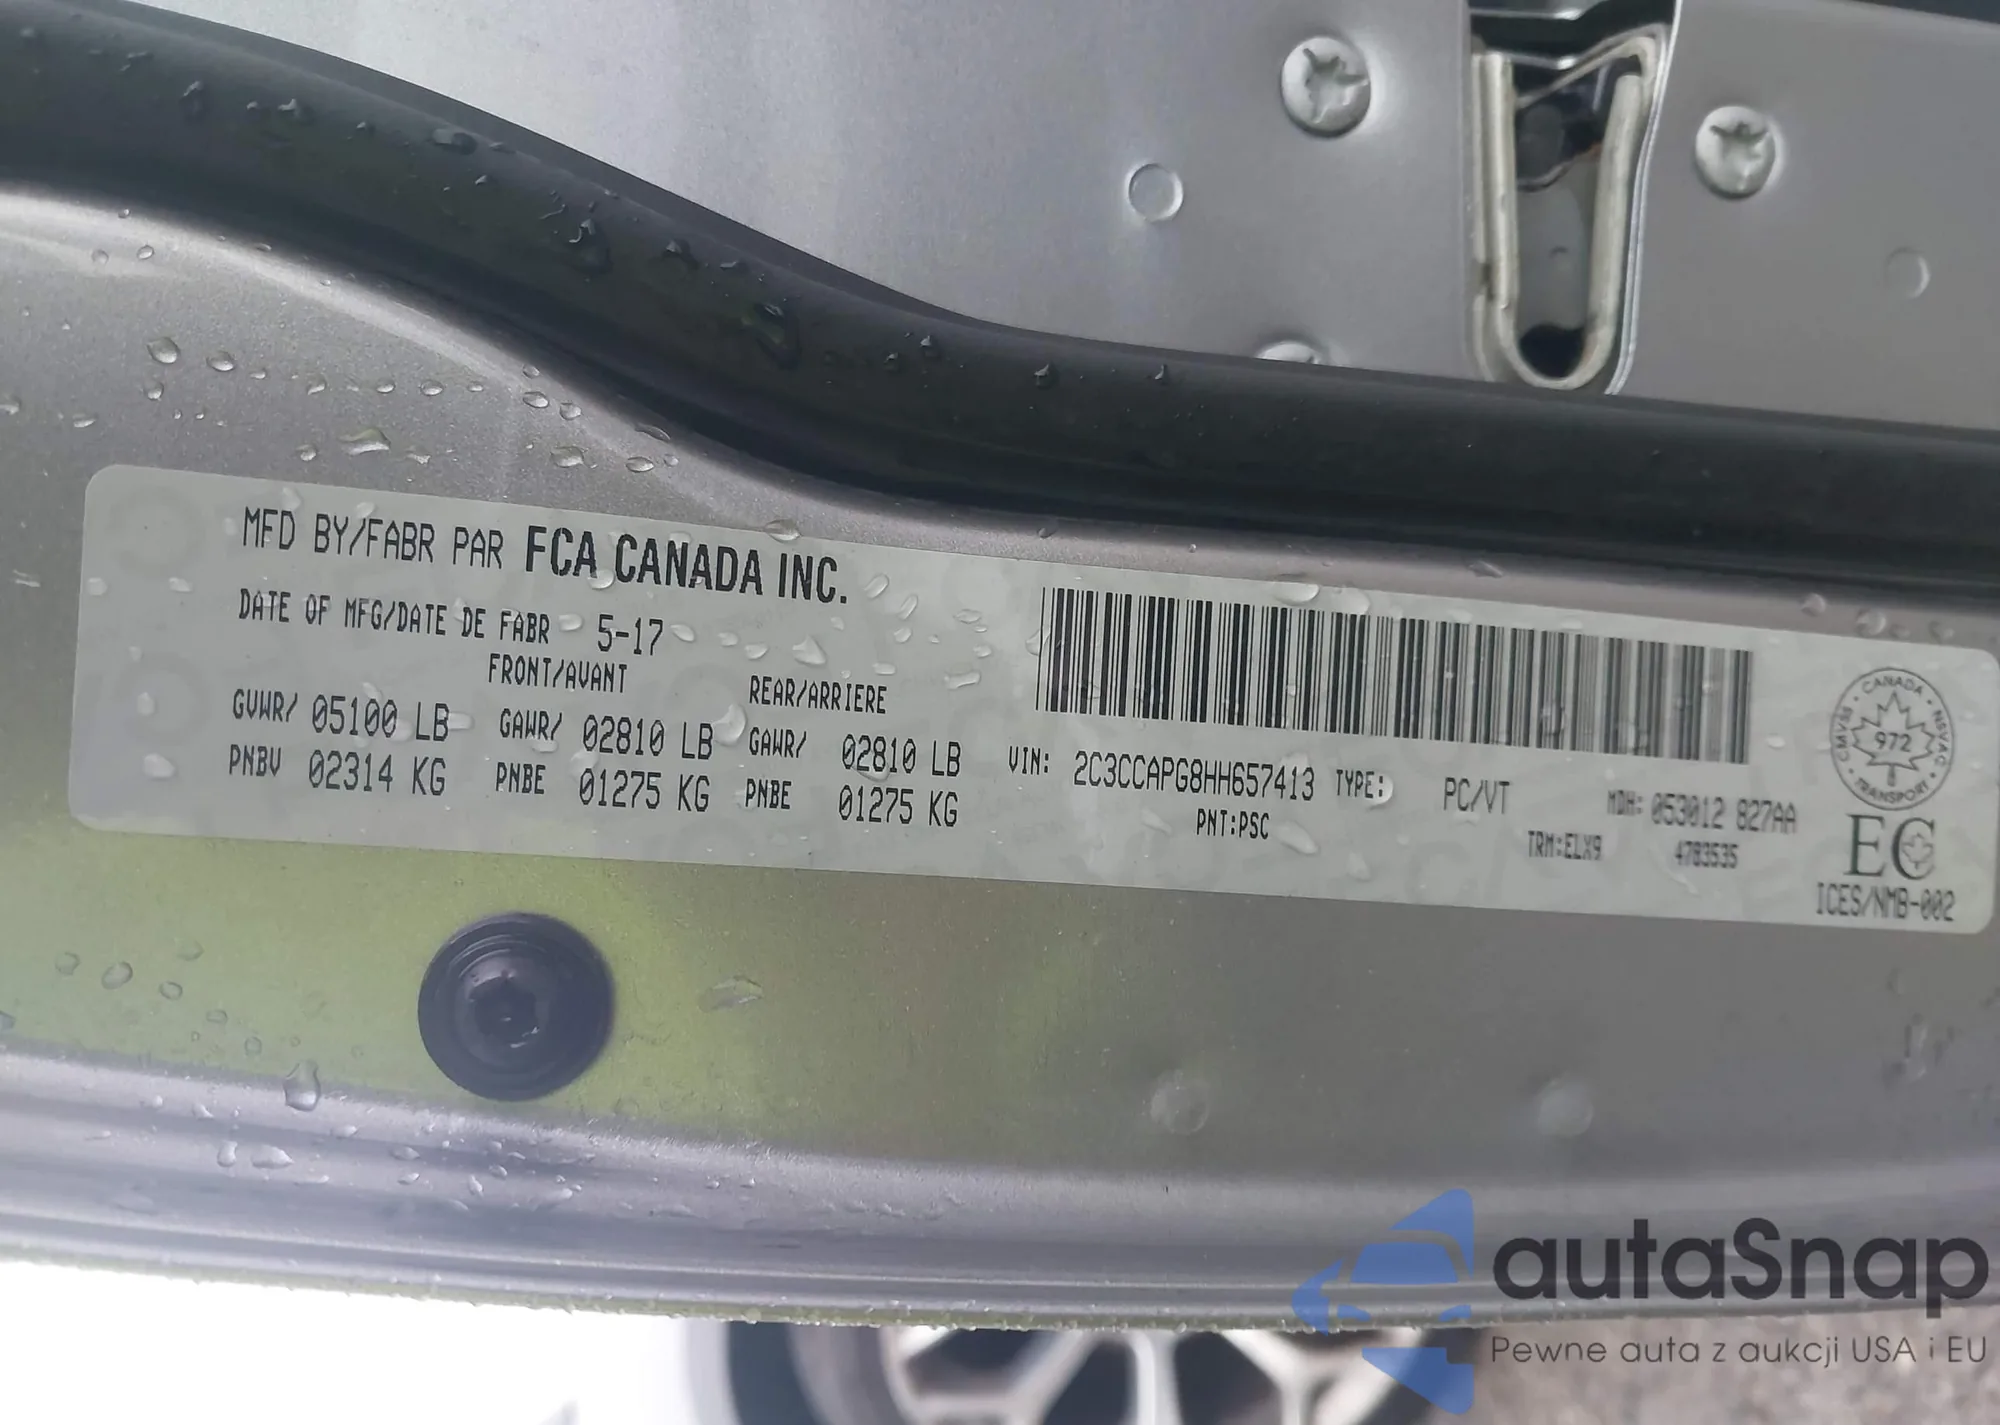 MFD BY/FABR PAR FCA CANADA INC.
DATE OF MFG/DATE DE FABR 5-17
FRONT/AVANT REAR/ARRIERE
GVWR/ 05100 LB GAWR/ 02810 LB GAWR/ 02810 LB
PNBV 02314 KG PNBE 01275 KG PNBE 01275 KG
VIN: 2C3CCAPG8HH657413 TYPE: PC/VT MDH: 053012 827AA
PNT:PSC TRM:ELX9 4783535
CANADA · NSVAC · TRANSPORT · CMVSS
972
8
EC
ICES/NMB-002
autaSnap
Pewne auta z aukcji USA i EU